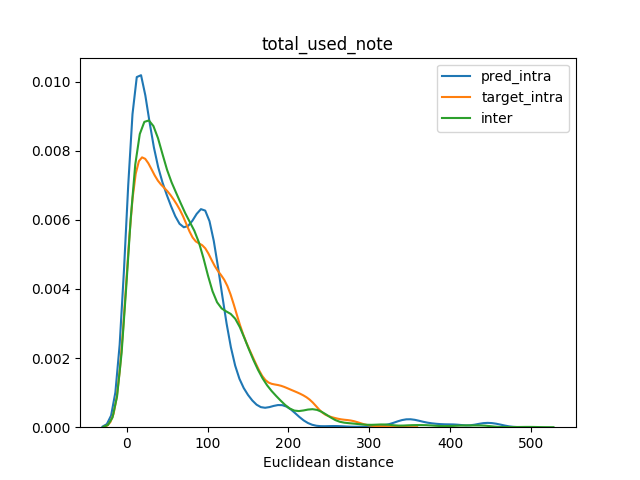 total_used_note
0.010
0.008
0.006
0.004
0.002
0.000
pred_intra
target_intra
inter
0 100 200 300 400 500
Euclidean distance